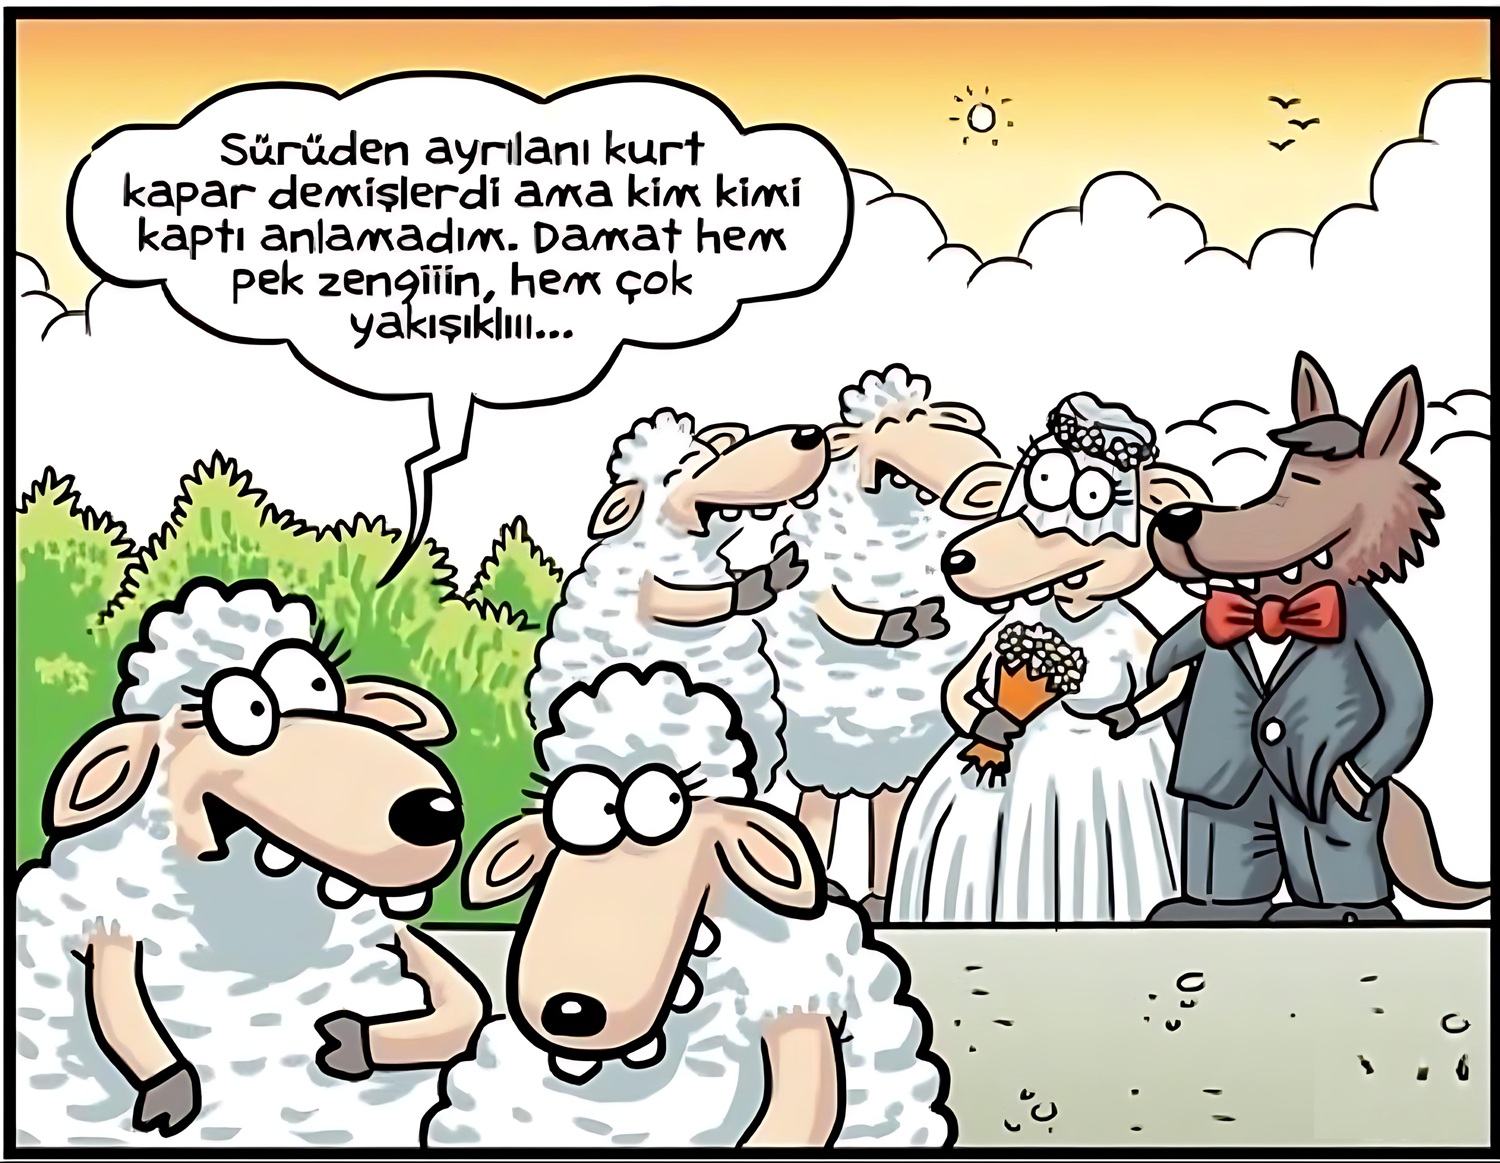 Sürüden ayrılanı kurt
kapar demişlerdi ama kim kimi
kaptı anlamadım. Damat hem
pek zengiiin, hem çok
yakışıklııı...